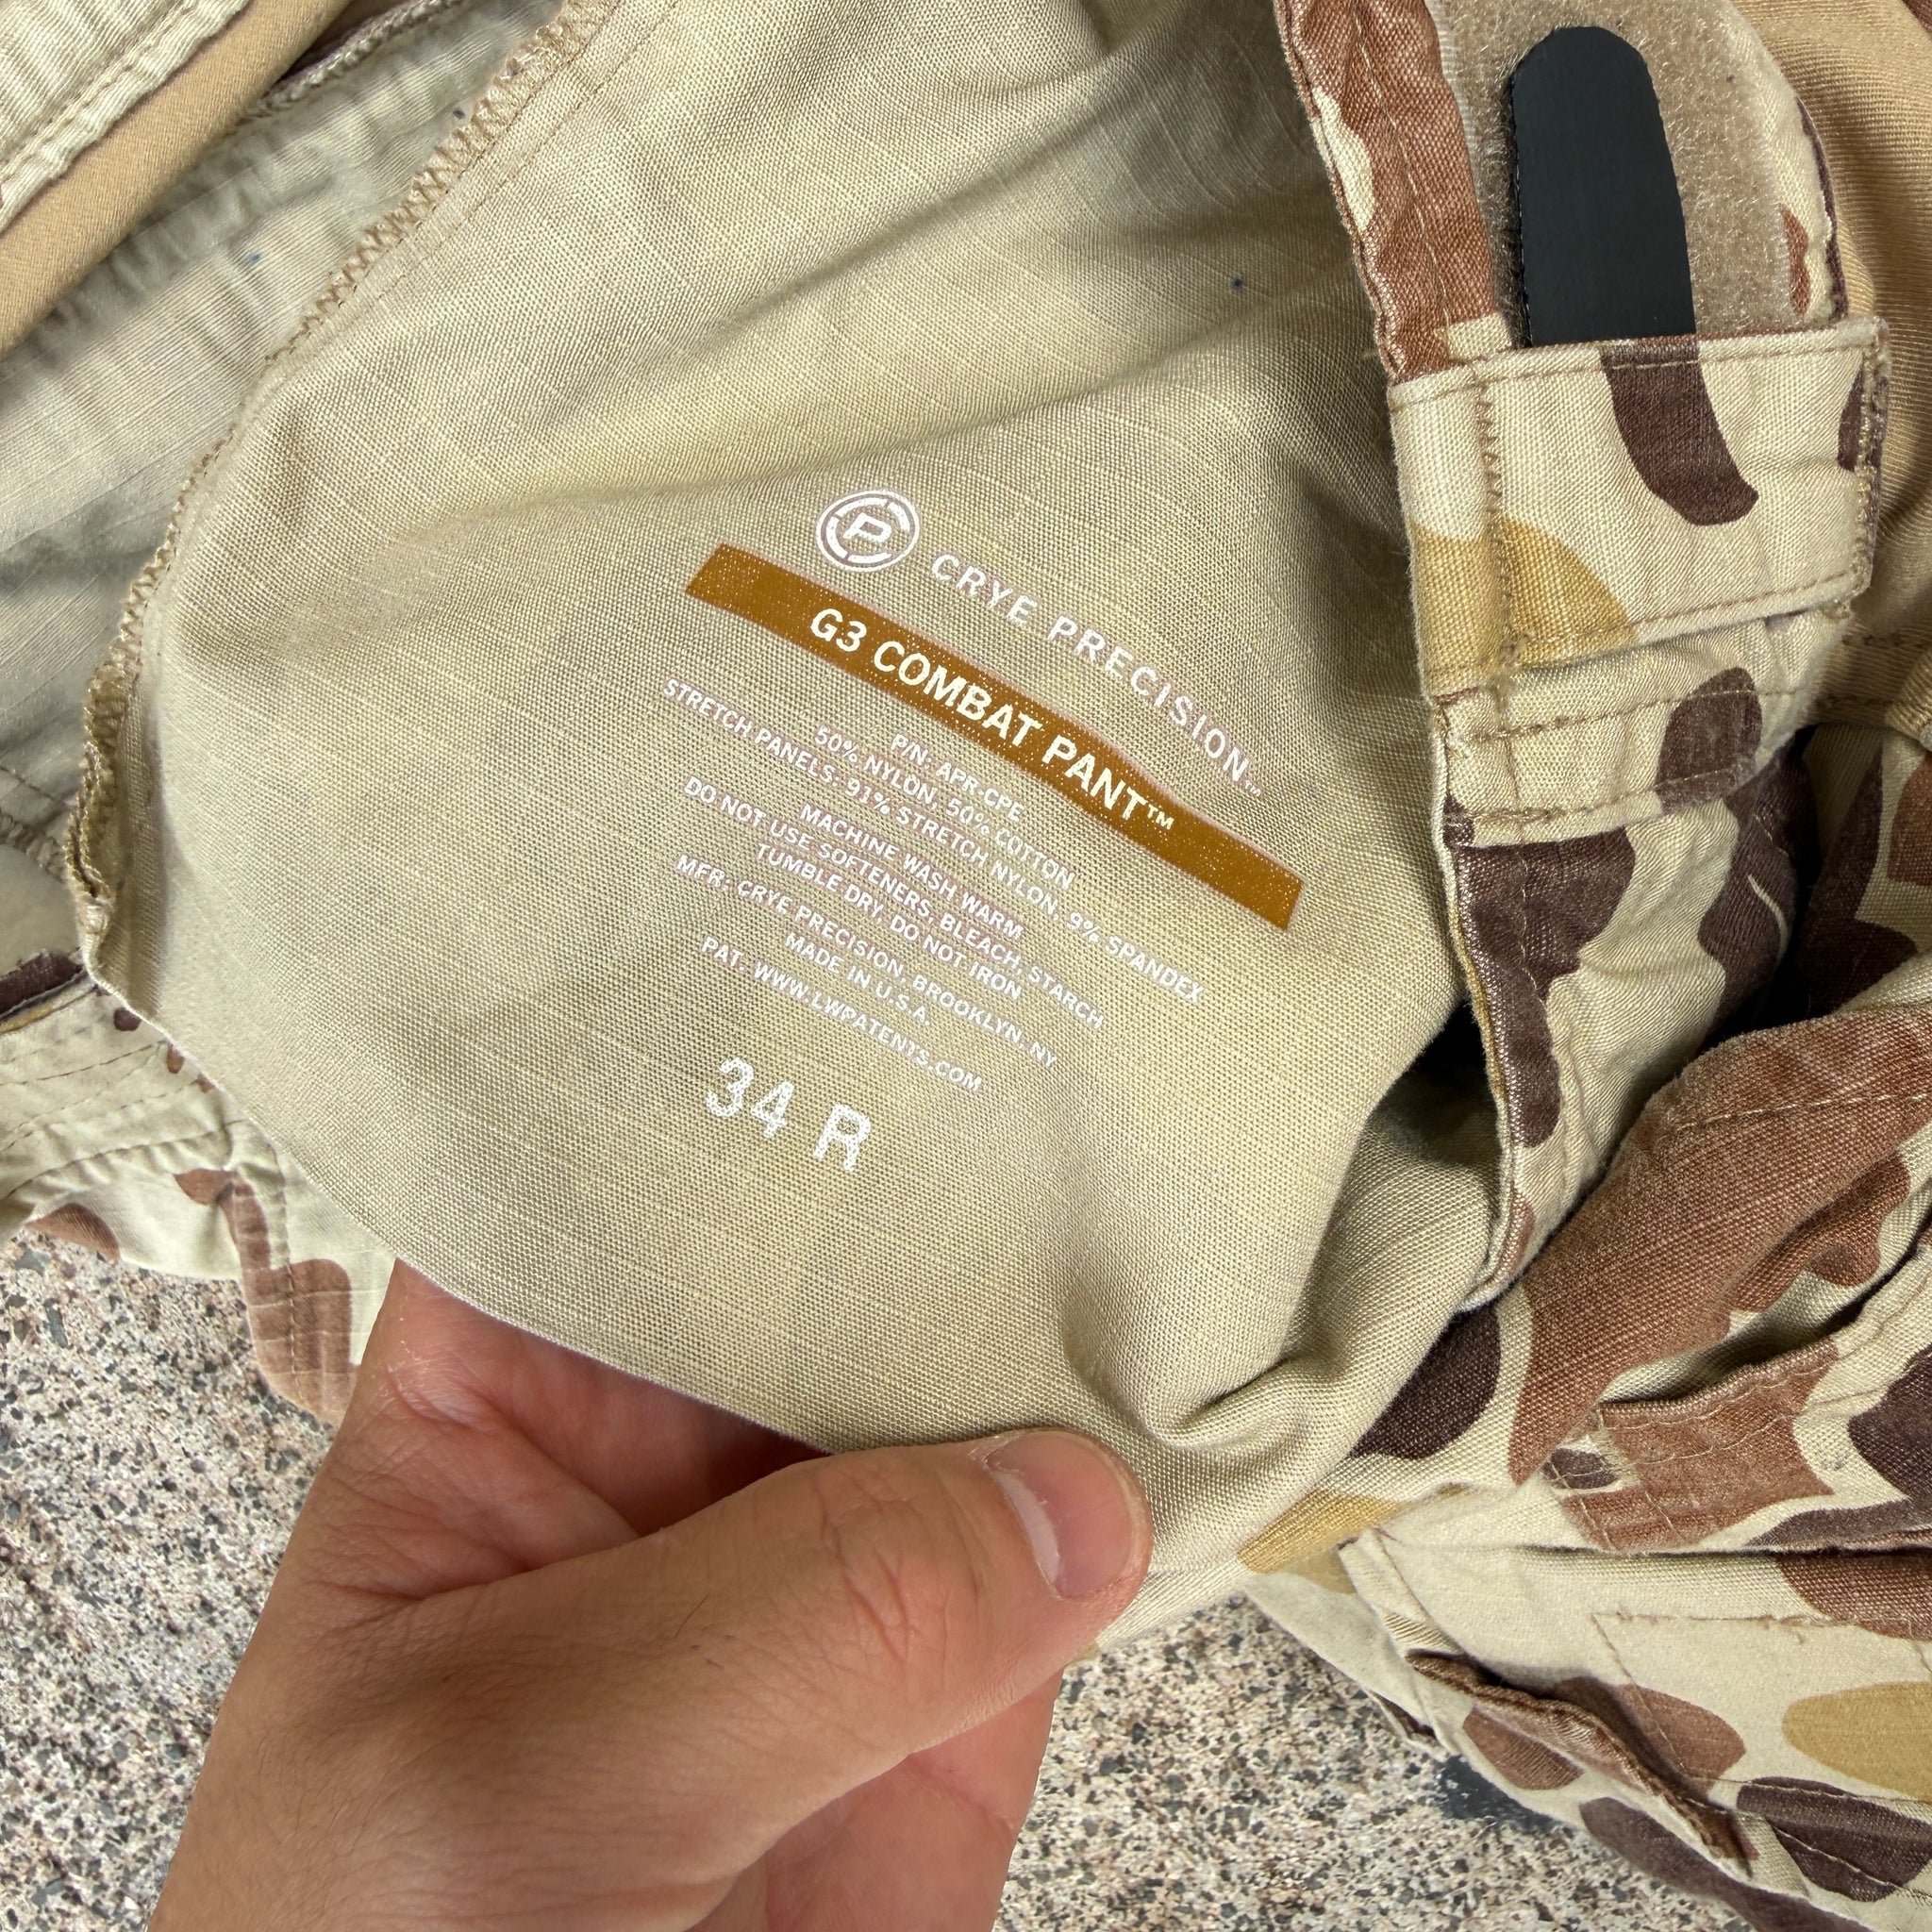 CP
CRYE PRECISION™
G3 COMBAT PANT™
P/N: APR-CPE
50% NYLON, 50% COTTON
STRETCH PANELS: 91% STRETCH NYLON, 9% SPANDEX
MACHINE WASH WARM
DO NOT USE SOFTENERS, BLEACH, STARCH
TUMBLE DRY, DO NOT IRON
MFR: CRYE PRECISION, BROOKLYN, NY
MADE IN U.S.A.
PAT. WWW.LWPATENTS.COM
34 R